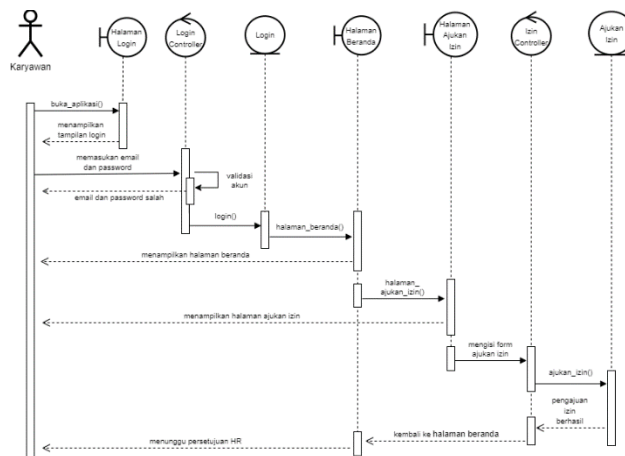 Karyawan
Halaman
Login
Login
Controller
Login
Halaman
Beranda
Halaman
Ajukan
Izin
Izin
Controller
Ajukan
Izin
buka_aplikasi()
menampilkan
tampilan login
memasukan email
dan password
validasi
akun
email dan password salah
login()
halaman_beranda()
menampilkan halaman beranda
halaman_
ajukan_izin()
menampilkan halaman ajukan izin
mengisi form
ajukan izin
ajukan_izin()
pengajuan
izin
berhasil
kembali ke halaman beranda
menunggu persetujuan HR